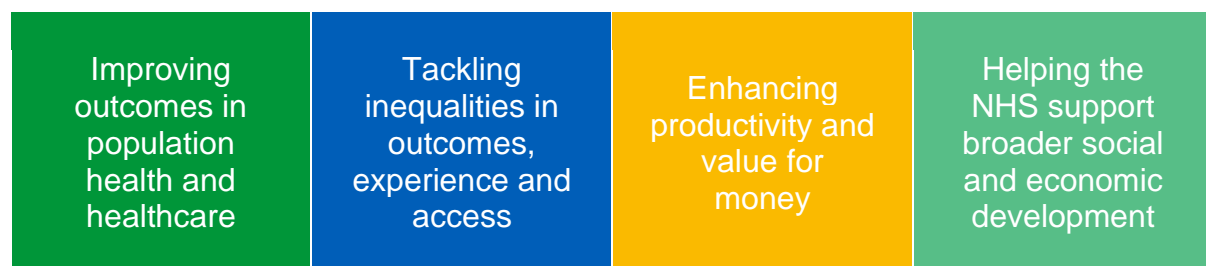 Improving
outcomes in
population
health and
healthcare
Tackling
inequalities in
outcomes,
experience and
access
Enhancing
productivity and
value for
money
Helping the
NHS support
broader social
and economic
development